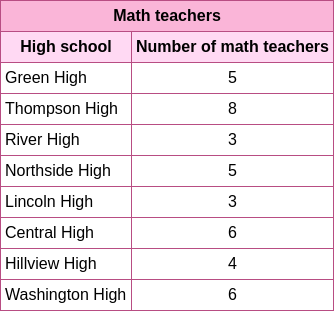 Math teachers
High school Number of math teachers
Green High 5
Thompson High 8
River High 3
Northside High 5
Lincoln High 3
Central High 6
Hillview High 4
Washington High 6